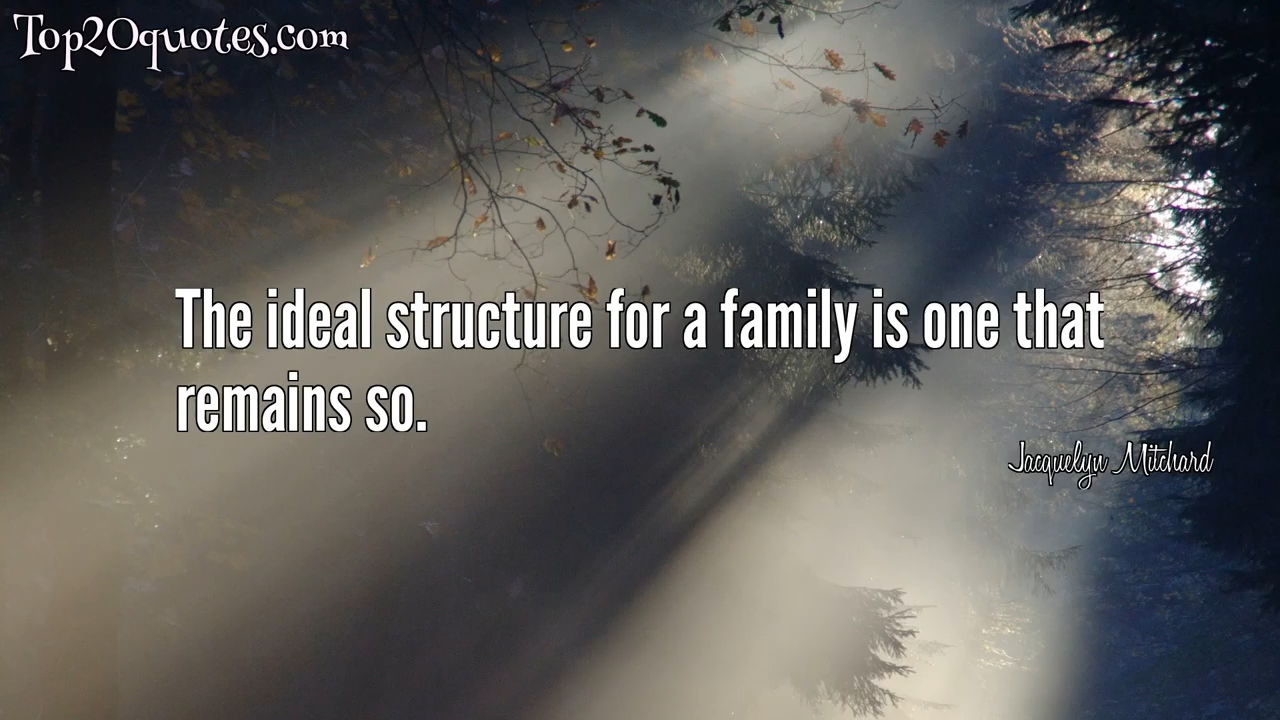 Top20quotes.com
The ideal structure for a family is one that
remains so.
Jacquelyn Mitchard